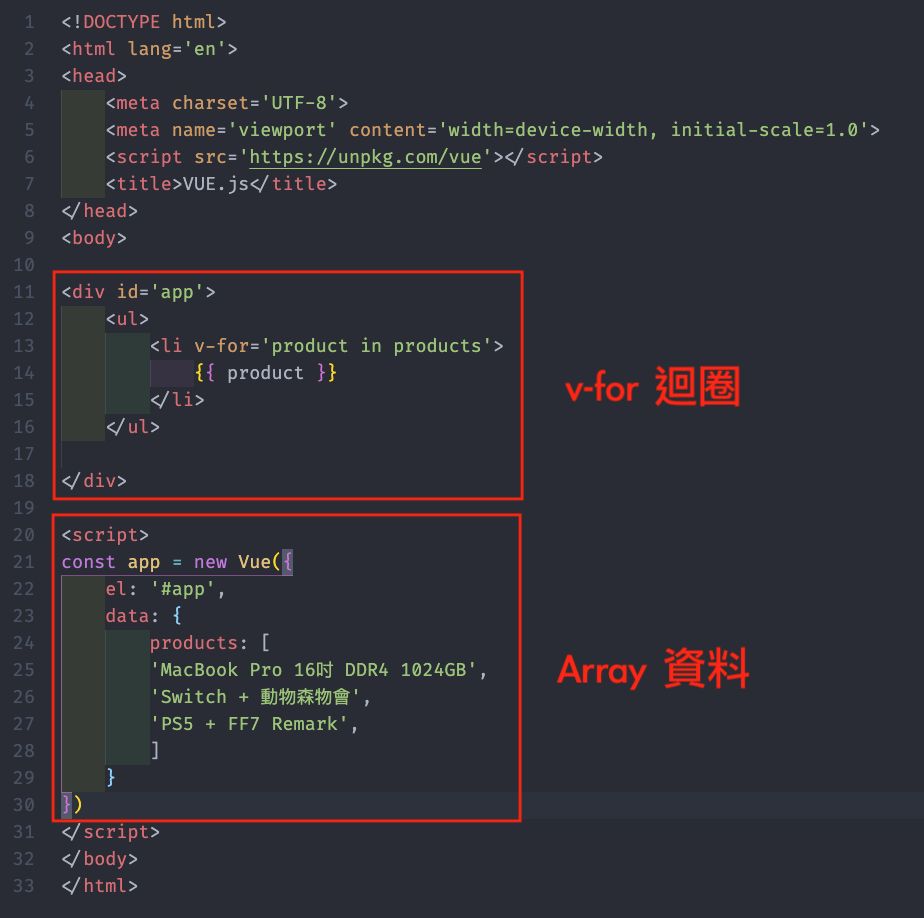 1 <!DOCTYPE html>
2 <html lang='en'>
3 <head>
4 <meta charset='UTF-8'>
5 <meta name='viewport' content='width=device-width, initial-scale=1.0'>
6 <script src='https://unpkg.com/vue'></script>
7 <title>VUE.js</title>
8 </head>
9 <body>
10
11 <div id='app'>
12 <ul>
13 <li v-for='product in products'>
14 {{ product }}
15 </li>
16 </ul>
17
18 </div>
v-for 迴圈
19
20 <script>
21 const app = new Vue({
22 el: '#app',
23 data: {
24 products: [
25 'MacBook Pro 16吋 DDR4 1024GB',
26 'Switch + 動物森物會',
27 'PS5 + FF7 Remark',
28 ]
29 }
30 })
Array 資料
31 </script>
32 </body>
33 </html>